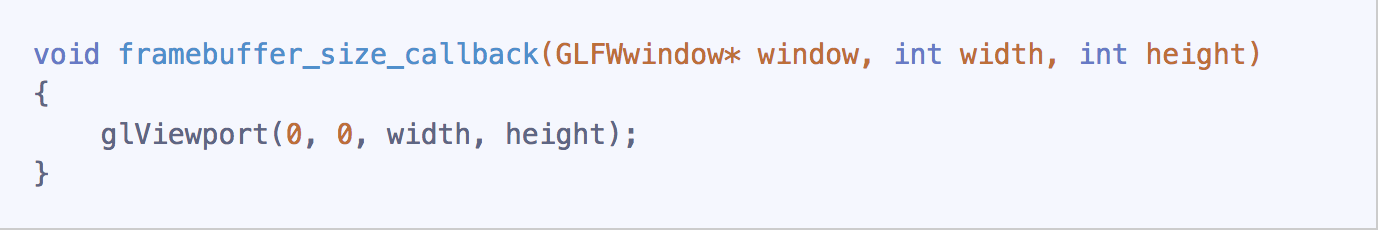 void framebuffer_size_callback(GLFWwindow* window, int width, int height)
{
    glViewport(0, 0, width, height);
}